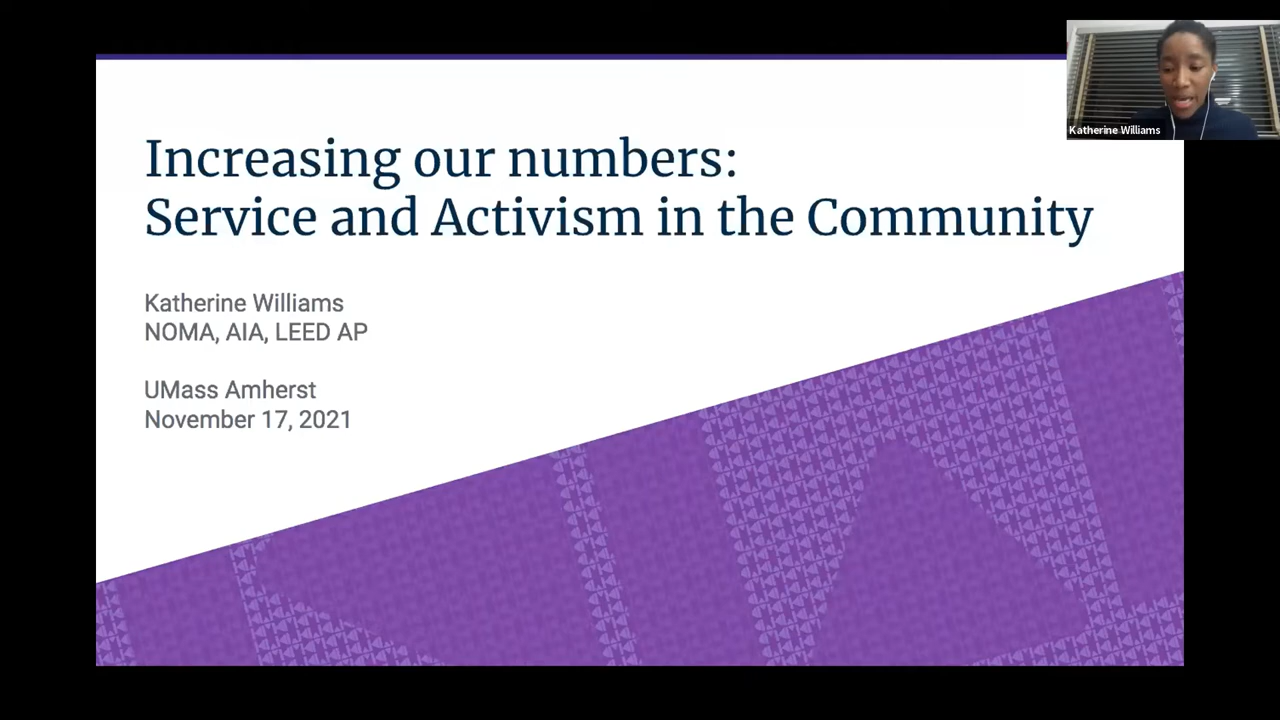 Increasing our numbers:
Service and Activism in the Community
Katherine Williams
NOMA, AIA, LEED AP
UMass Amherst
November 17, 2021
Katherine Williams